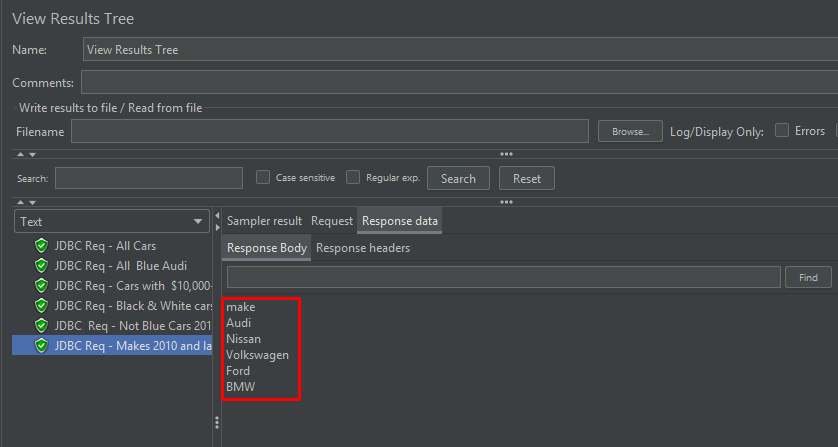 View Results Tree
Name: View Results Tree
Comments:
Write results to file / Read from file
Filename Browse... Log/Display Only: Errors
Search: Case sensitive Regular exp. Search Reset
Text
JDBC Req - All Cars
JDBC Req - All  Blue Audi
JDBC Req - Cars with  $10,000-
JDBC Req - Black & White cars
JDBC  Req - Not Blue Cars 201
JDBC Req - Makes 2010 and la
Sampler result Request Response data
Response Body Response headers
Find
make
Audi
Nissan
Volkswagen
Ford
BMW